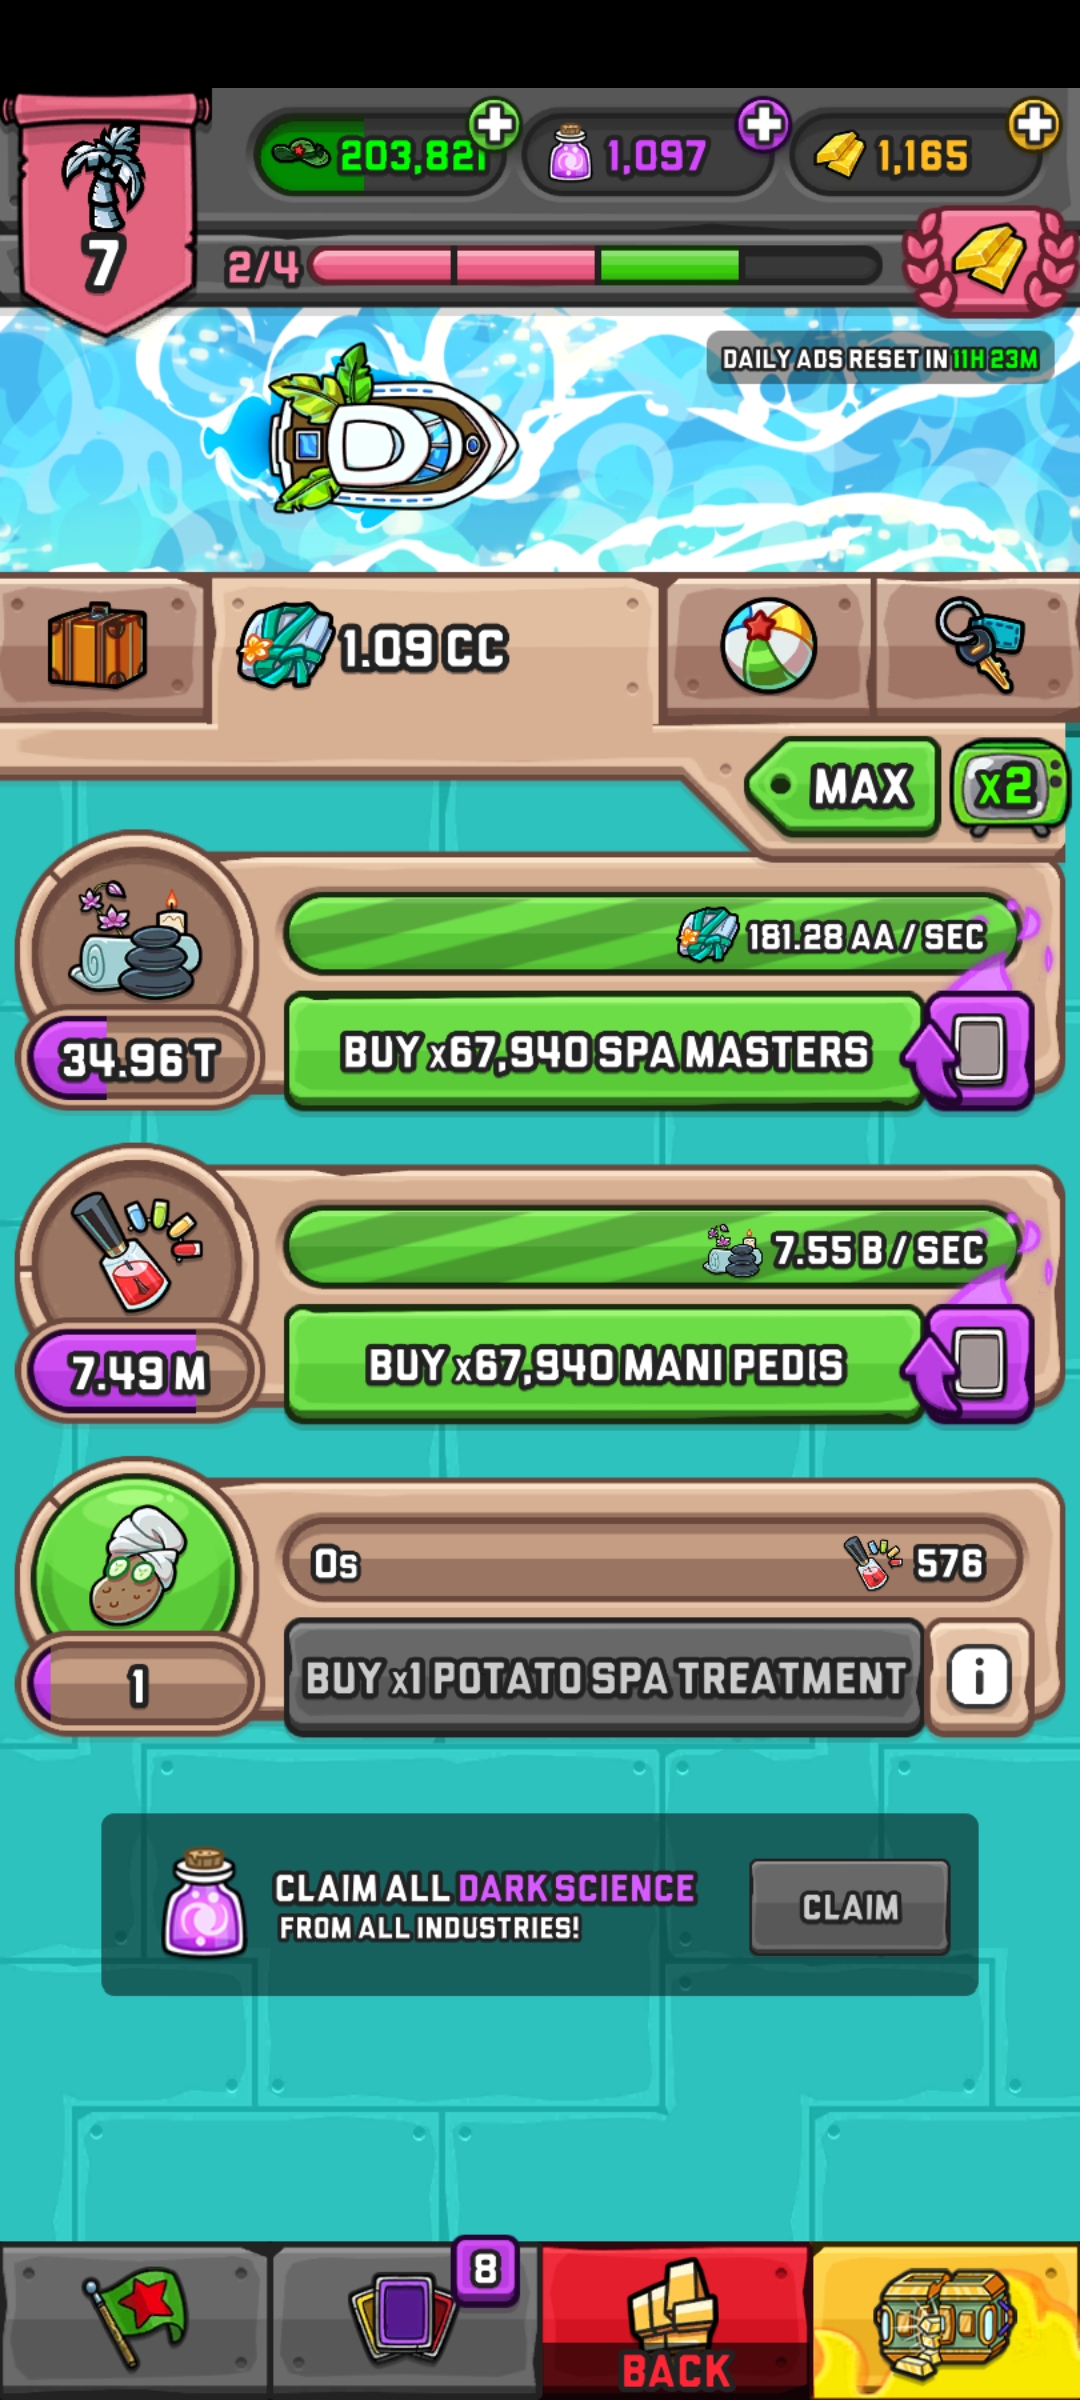 203,821
1,097
1,165
7
2/4
DAILY ADS RESET IN 11H 23M
1.09 CC
MAX
x2
181.28 AA / SEC
34.96 T
BUY x67,940 SPA MASTERS
7.55 B / SEC
7.49 M
BUY x67,940 MANI PEDIS
0s
576
1
BUY x1 POTATO SPA TREATMENT
i
CLAIM ALL DARK SCIENCE
FROM ALL INDUSTRIES!
CLAIM
8
BACK